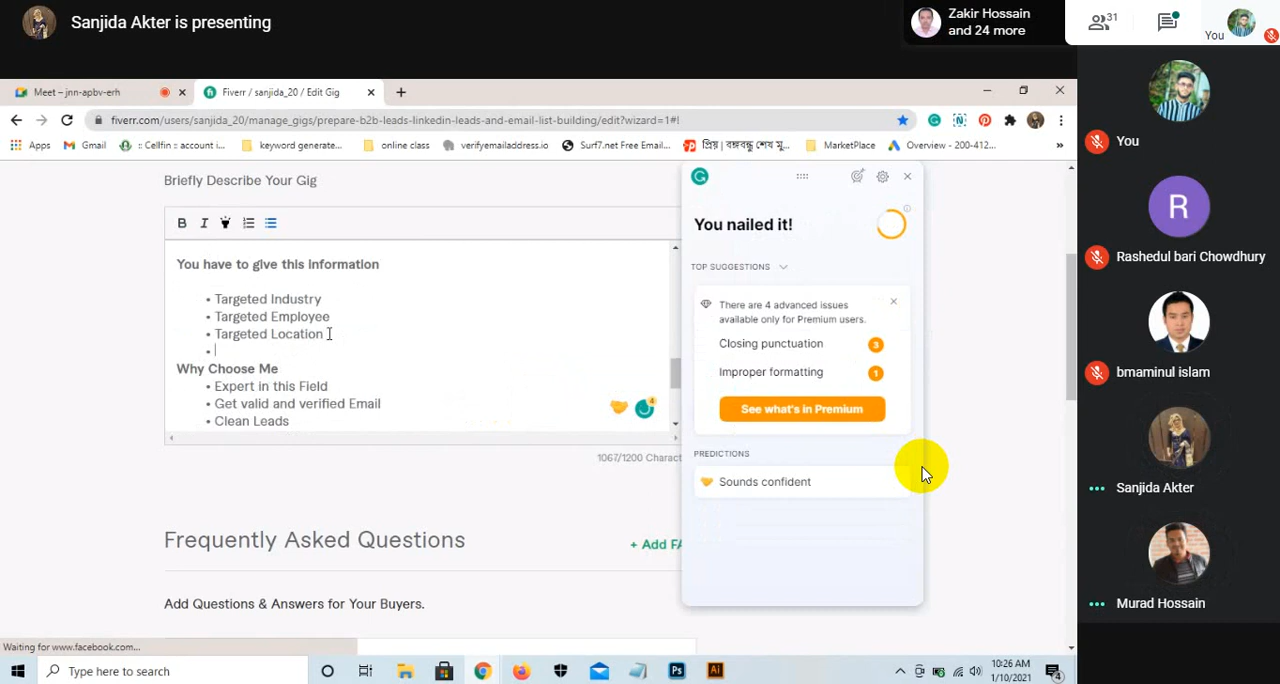 Sanjida Akter is presenting
Zakir Hossain
and 24 more
31
You
Meet – jnn-apbv-erh
Fiverr / sanjida_20 / Edit Gig
fiverr.com/users/sanjida_20/manage_gigs/prepare-b2b-leads-linkedin-leads-and-email-list-building/edit?wizard=1#!
Apps
Gmail
:: Cellfin :: account i...
keyword generate...
online class
verifyemailaddress.io
Surf7.net Free Email...
প্রিয় | বঙ্গবন্ধু শেখ মু...
MarketPlace
Overview - 200-412...
»
Briefly Describe Your Gig
B I
You have to give this information
• Targeted Industry
• Targeted Employee
• Targeted Location
•
Why Choose Me
• Expert in this Field
• Get valid and verified Email
• Clean Leads
4
1067/1200 Charact
Frequently Asked Questions
+ Add FA
Add Questions & Answers for Your Buyers.
Waiting for www.facebook.com...
You nailed it!
TOP SUGGESTIONS
There are 4 advanced issues
available only for Premium users.
Closing punctuation 3
Improper formatting 1
See what's in Premium
PREDICTIONS
Sounds confident
You
R
Rashedul bari Chowdhury
bmaminul islam
Sanjida Akter
Murad Hossain
Type here to search
Ps
Ai
10:26 AM
1/10/2021
4